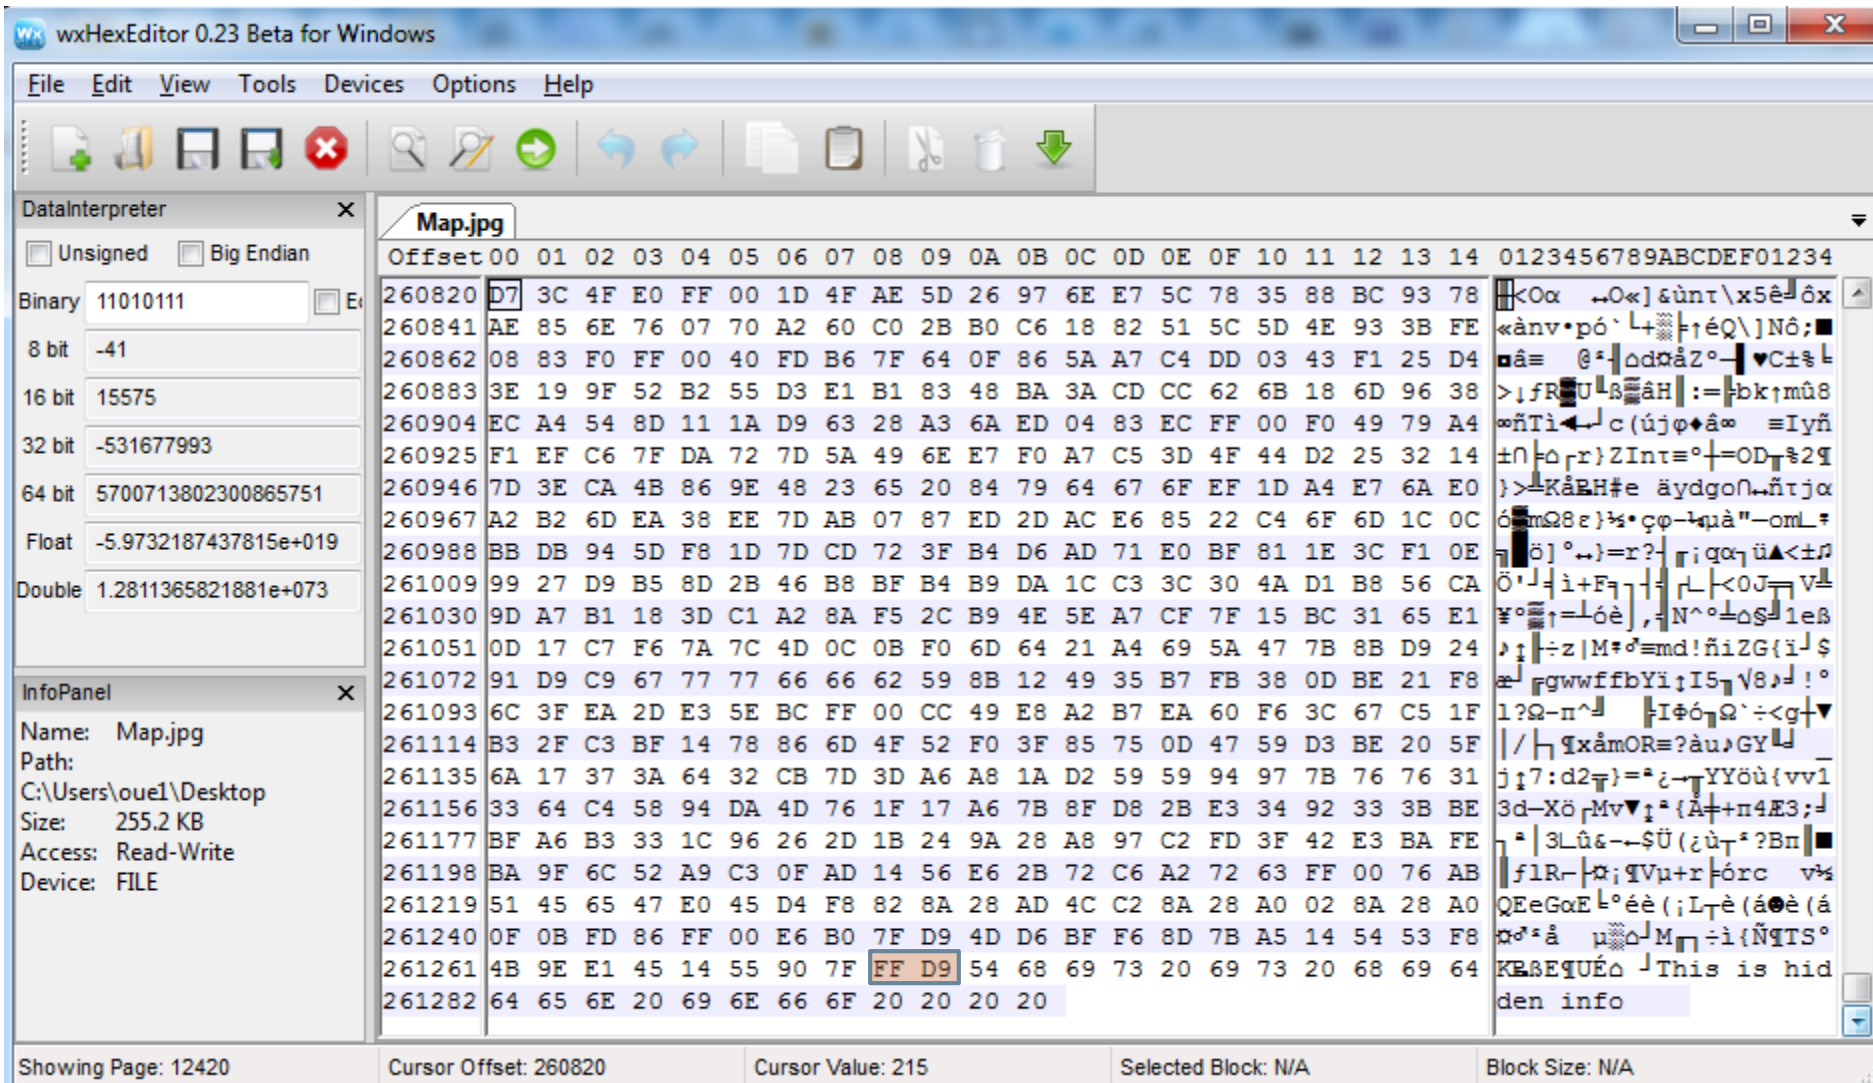 wxHexEditor 0.23 Beta for Windows
File Edit View Tools Devices Options Help
DataInterpreter
Unsigned Big Endian
Binary 11010111
8 bit -41
16 bit 15575
32 bit -531677993
64 bit 5700713802300865751
Float -5.9732187437815e+019
Double 1.2811365821881e+073
InfoPanel
Name: Map.jpg
Path:
C:\Users\oue1\Desktop
Size: 255.2 KB
Access: Read-Write
Device: FILE
Map.jpg
Offset 00 01 02 03 04 05 06 07 08 09 0A 0B 0C 0D 0E 0F 10 11 12 13 14 0123456789ABCDEF01234
260820 D7 3C 4F E0 FF 00 1D 4F AE 5D 26 97 6E E7 5C 78 35 88 BC 93 78
260841 AE 85 6E 76 07 70 A2 60 C0 2B B0 C6 18 82 51 5C 5D 4E 93 3B FE
260862 08 83 F0 FF 00 40 FD B6 7F 64 0F 86 5A A7 C4 DD 03 43 F1 25 D4
260883 3E 19 9F 52 B2 55 D3 E1 B1 83 48 BA 3A CD CC 62 6B 18 6D 96 38
260904 EC A4 54 8D 11 1A D9 63 28 A3 6A ED 04 83 EC FF 00 F0 49 79 A4
260925 F1 EF C6 7F DA 72 7D 5A 49 6E E7 F0 A7 C5 3D 4F 44 D2 25 32 14
260946 7D 3E CA 4B 86 9E 48 23 65 20 84 79 64 67 6F EF 1D A4 E7 6A E0
260967 A2 B2 6D EA 38 EE 7D AB 07 87 ED 2D AC E6 85 22 C4 6F 6D 1C 0C
260988 BB DB 94 5D F8 1D 7D CD 72 3F B4 D6 AD 71 E0 BF 81 1E 3C F1 0E
261009 99 27 D9 B5 8D 2B 46 B8 BF B4 B9 DA 1C C3 3C 30 4A D1 B8 56 CA
261030 9D A7 B1 18 3D C1 A2 8A F5 2C B9 4E 5E A7 CF 7F 15 BC 31 65 E1
261051 0D 17 C7 F6 7A 7C 4D 0C 0B F0 6D 64 21 A4 69 5A 47 7B 8B D9 24
261072 91 D9 C9 67 77 77 66 66 62 59 8B 12 49 35 B7 FB 38 0D BE 21 F8
261093 6C 3F EA 2D E3 5E BC FF 00 CC 49 E8 A2 B7 EA 60 F6 3C 67 C5 1F
261114 B3 2F C3 BF 14 78 86 6D 4F 52 F0 3F 85 75 0D 47 59 D3 BE 20 5F
261135 6A 17 37 3A 64 32 CB 7D 3D A6 A8 1A D2 59 59 94 97 7B 76 76 31
261156 33 64 C4 58 94 DA 4D 76 1F 17 A6 7B 8F D8 2B E3 34 92 33 3B BE
261177 BF A6 B3 33 1C 96 26 2D 1B 24 9A 28 A8 97 C2 FD 3F 42 E3 BA FE
261198 BA 9F 6C 52 A9 C3 0F AD 14 56 E6 2B 72 C6 A2 72 63 FF 00 76 AB
261219 51 45 65 47 E0 45 D4 F8 82 8A 28 AD 4C C2 8A 28 A0 02 8A 28 A0
261240 0F 0B FD 86 FF 00 E6 B0 7F D9 4D D6 BF F6 8D 7B A5 14 54 53 F8
261261 4B 9E E1 45 14 55 90 7F FF D9 54 68 69 73 20 69 73 20 68 69 64 This is hid
261282 64 65 6E 20 69 6E 66 6F 20 20 20 20 den info
Showing Page: 12420 Cursor Offset: 260820 Cursor Value: 215 Selected Block: N/A Block Size: N/A